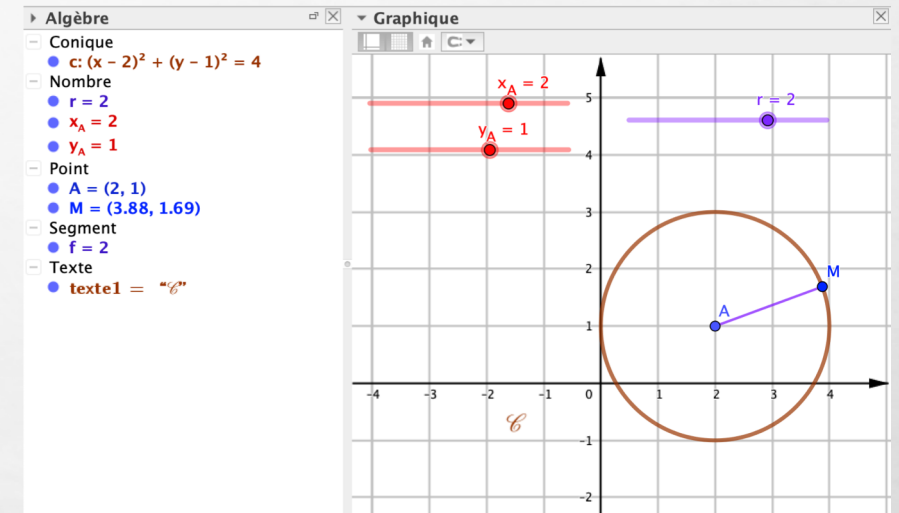 Algèbre
Conique
c: (x – 2)² + (y – 1)² = 4
Nombre
r = 2
x_A = 2
y_A = 1
Point
A = (2, 1)
M = (3.88, 1.69)
Segment
f = 2
Texte
texte1 = “𝒞”
Graphique
x_A = 2
y_A = 1
r = 2
5
4
3
2
1
-1
-2
-4 -3 -2 -1 0 1 2 3 4
A
M
𝒞